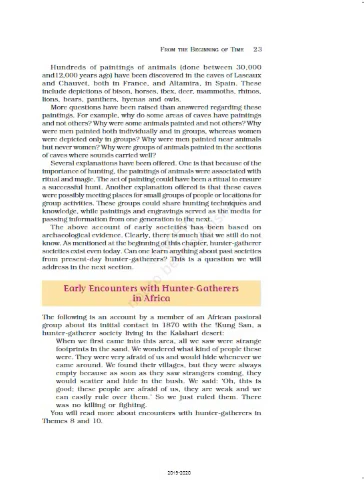 FROM THE BEGINNING OF TIME 23
Hundreds of paintings of animals (done between 30,000
and 12,000 years ago) have been discovered in the caves of Lascaux
and Chauvet, both in France, and Altamira, in Spain. These
include depictions of bison, horses, ibex, deer, mammoths, rhinos,
lions, bears, panthers, hyenas and owls.
More questions have been raised than answered regarding these
paintings. For example, why do some areas of caves have paintings
and not others? Why were some animals painted and not others? Why
were men painted both individually and in groups, whereas women
were depicted only in groups? Why were men painted near animals
but never women? Why were groups of animals painted in the sections
of caves where sounds carried well?
Several explanations have been offered. One is that because of the
importance of hunting, the paintings of animals were associated with
ritual and magic. The act of painting could have been a ritual to ensure
a successful hunt. Another explanation offered is that these caves
were possibly meeting places for small groups of people or locations for
group activities. These groups could share hunting techniques and
knowledge, while paintings and engravings served as the media for
passing information from one generation to the next.
The above account of early societies has been based on
archaeological evidence. Clearly, there is much that we still do not
know. As mentioned at the beginning of this chapter, hunter-gatherer
societies exist even today. Can one learn anything about past societies
from present-day hunter-gatherers? This is a question we will
address in the next section.
Early Encounters with Hunter-Gatherers
in Africa
The following is an account by a member of an African pastoral
group about its initial contact in 1870 with the !Kung San, a
hunter-gatherer society living in the Kalahari desert:
When we first came into this area, all we saw were strange
footprints in the sand. We wondered what kind of people these
were. They were very afraid of us and would hide whenever we
came around. We found their villages, but they were always
empty because as soon as they saw strangers coming, they
would scatter and hide in the bush. We said: 'Oh, this is
good; these people are afraid of us, they are weak and we
can easily rule over them.' So we just ruled them. There
was no killing or fighting.
You will read more about encounters with hunter-gatherers in
Themes 8 and 10.
2019-2020